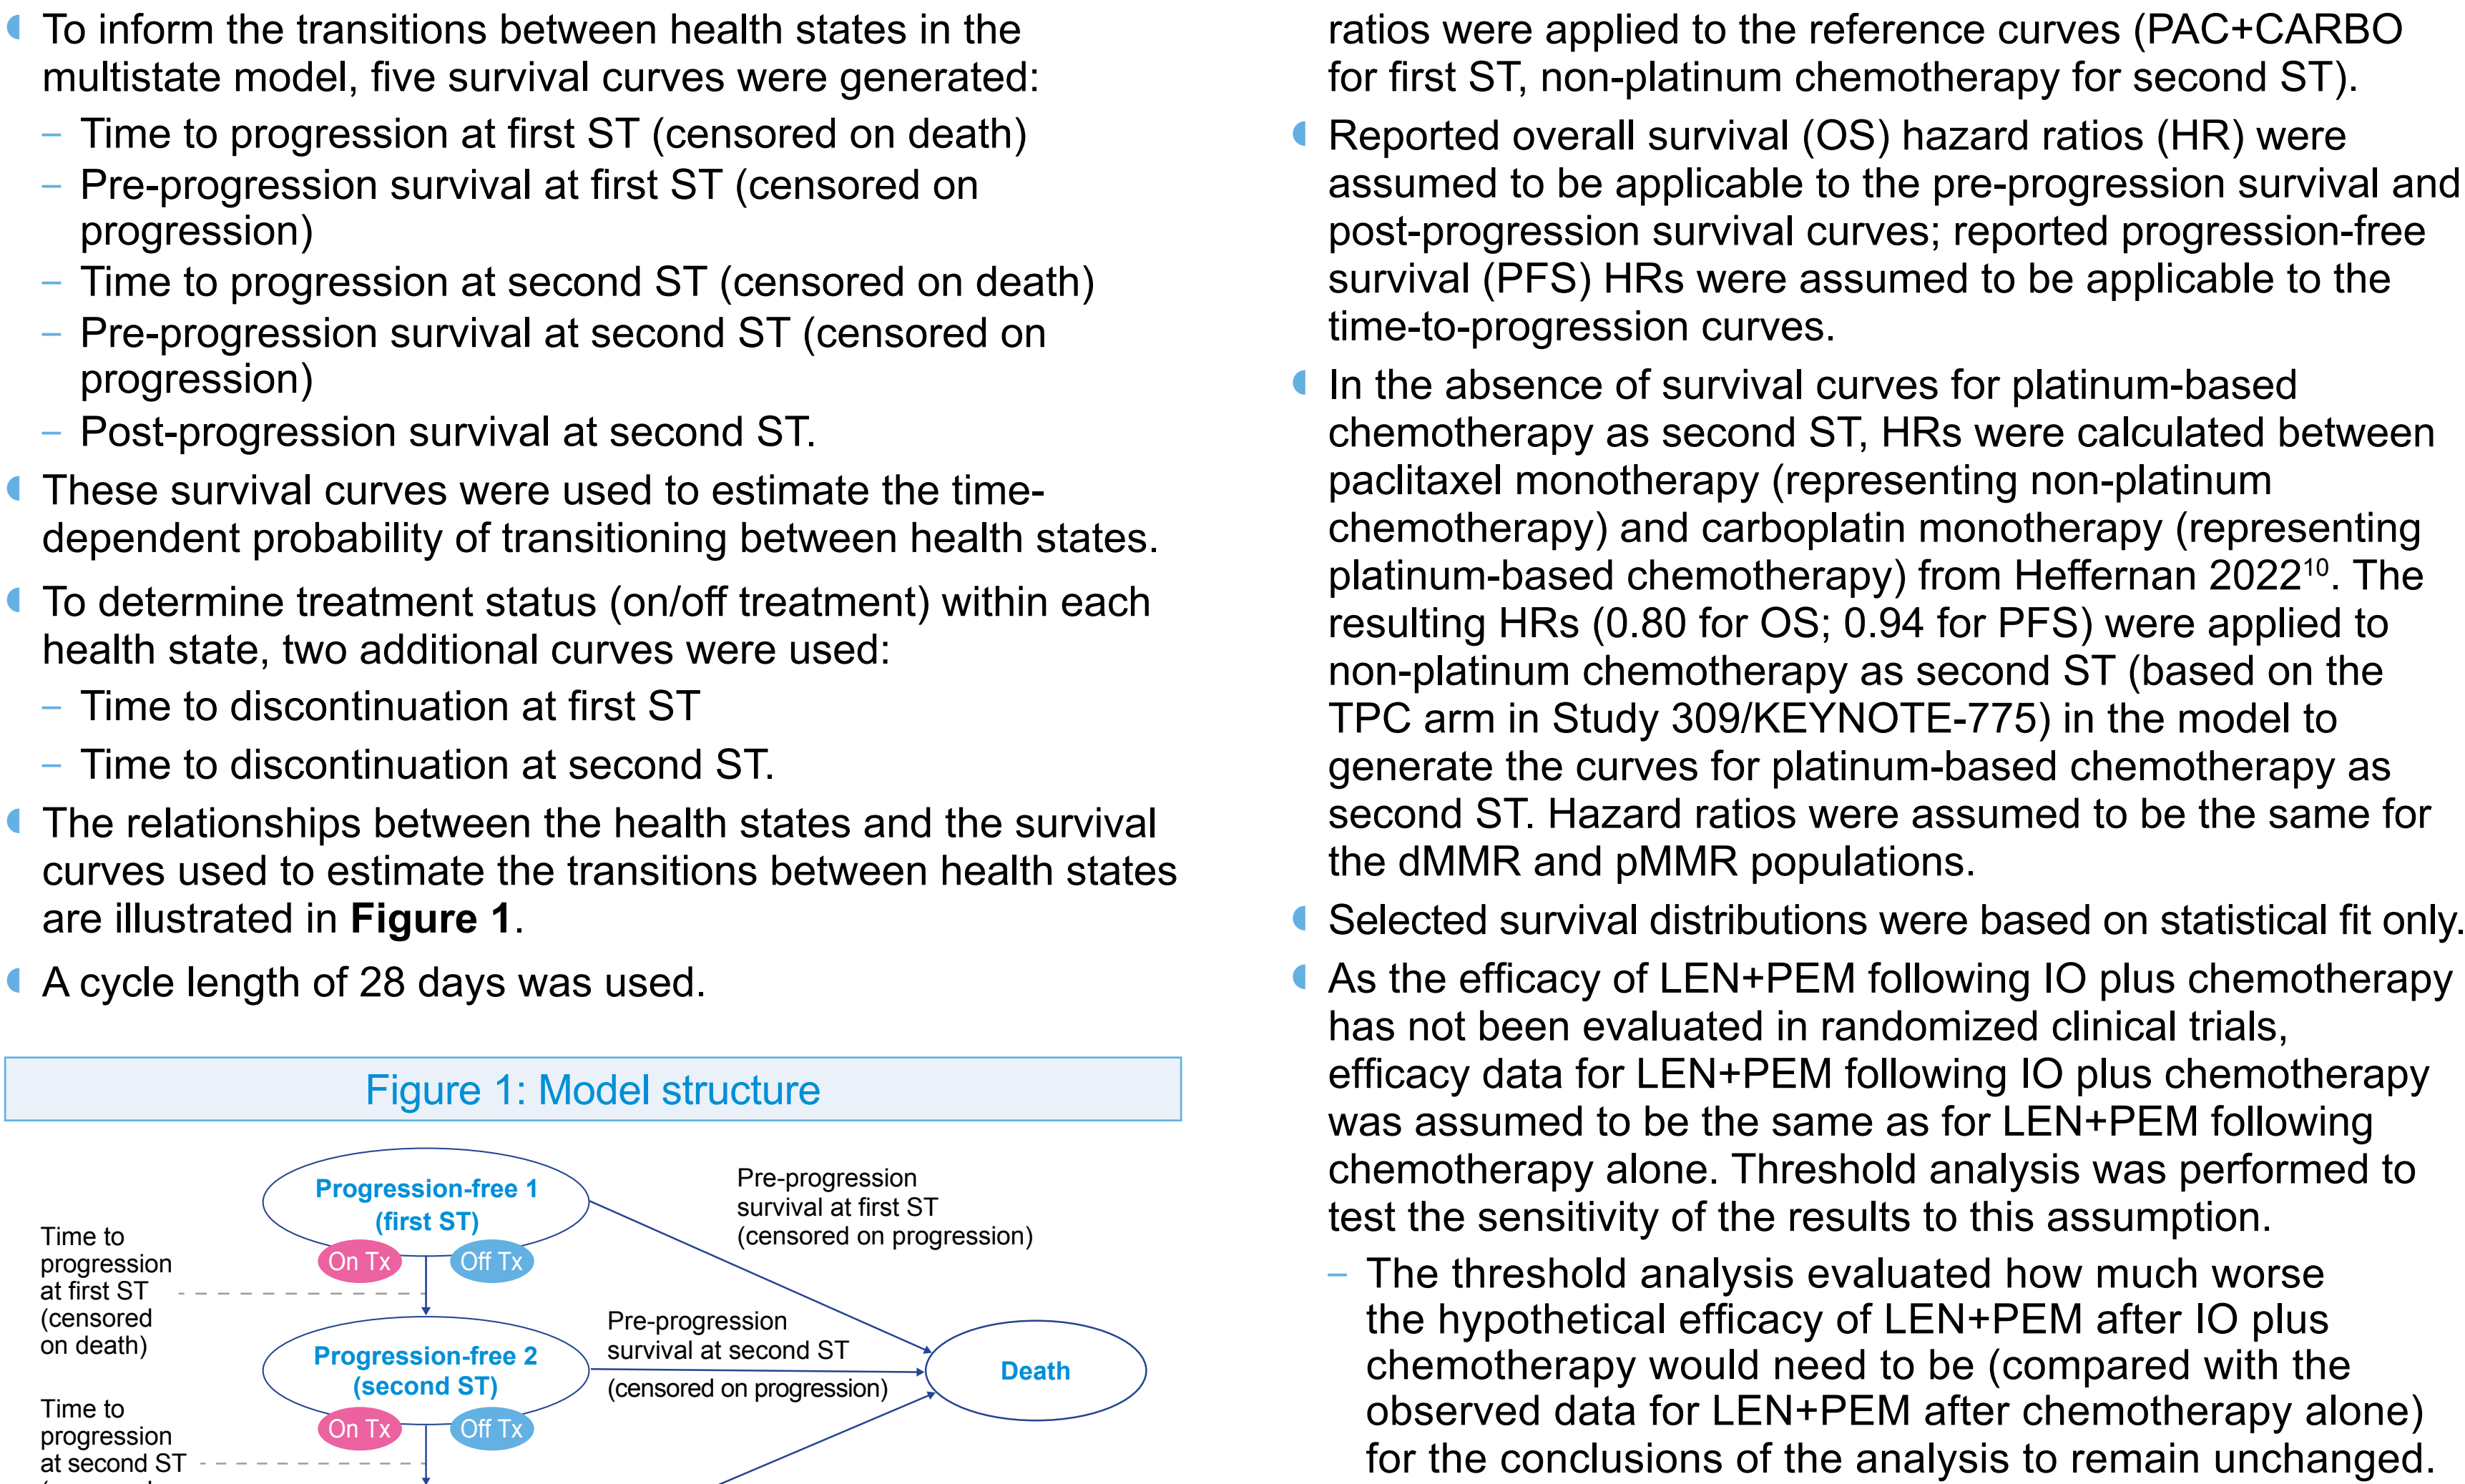 To inform the transitions between health states in the
multistate model, five survival curves were generated:
– Time to progression at first ST (censored on death)
– Pre-progression survival at first ST (censored on
progression)
– Time to progression at second ST (censored on death)
– Pre-progression survival at second ST (censored on
progression)
– Post-progression survival at second ST.
These survival curves were used to estimate the time-
dependent probability of transitioning between health states.
To determine treatment status (on/off treatment) within each
health state, two additional curves were used:
– Time to discontinuation at first ST
– Time to discontinuation at second ST.
The relationships between the health states and the survival
curves used to estimate the transitions between health states
are illustrated in Figure 1.
A cycle length of 28 days was used.
Figure 1: Model structure
Progression-free 1
(first ST)
On Tx
Off Tx
Time to
progression
at first ST
(censored
on death)
Pre-progression
survival at first ST
(censored on progression)
Progression-free 2
(second ST)
On Tx
Off Tx
Pre-progression
survival at second ST
(censored on progression)
Death
Time to
progression
at second ST
ratios were applied to the reference curves (PAC+CARBO
for first ST, non-platinum chemotherapy for second ST).
Reported overall survival (OS) hazard ratios (HR) were
assumed to be applicable to the pre-progression survival and
post-progression survival curves; reported progression-free
survival (PFS) HRs were assumed to be applicable to the
time-to-progression curves.
In the absence of survival curves for platinum-based
chemotherapy as second ST, HRs were calculated between
paclitaxel monotherapy (representing non-platinum
chemotherapy) and carboplatin monotherapy (representing
platinum-based chemotherapy) from Heffernan 2022¹⁰. The
resulting HRs (0.80 for OS; 0.94 for PFS) were applied to
non-platinum chemotherapy as second ST (based on the
TPC arm in Study 309/KEYNOTE-775) in the model to
generate the curves for platinum-based chemotherapy as
second ST. Hazard ratios were assumed to be the same for
the dMMR and pMMR populations.
Selected survival distributions were based on statistical fit only.
As the efficacy of LEN+PEM following IO plus chemotherapy
has not been evaluated in randomized clinical trials,
efficacy data for LEN+PEM following IO plus chemotherapy
was assumed to be the same as for LEN+PEM following
chemotherapy alone. Threshold analysis was performed to
test the sensitivity of the results to this assumption.
– The threshold analysis evaluated how much worse
the hypothetical efficacy of LEN+PEM after IO plus
chemotherapy would need to be (compared with the
observed data for LEN+PEM after chemotherapy alone)
for the conclusions of the analysis to remain unchanged.